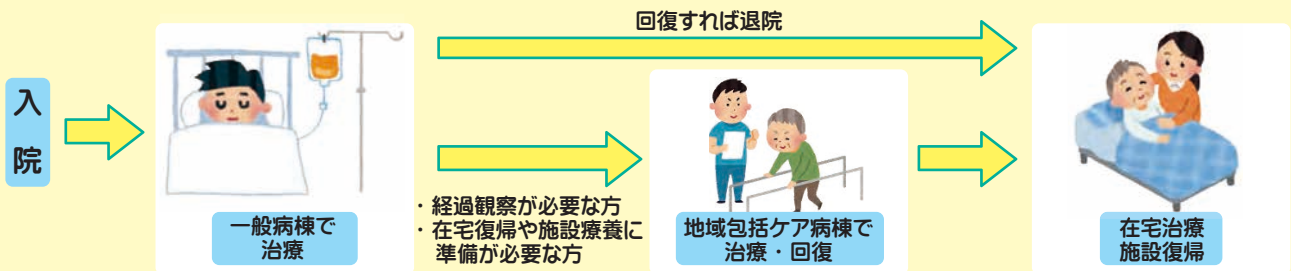 入院
一般病棟で
治療
回復すれば退院
・経過観察が必要な方
・在宅復帰や施設療養に
準備が必要な方
地域包括ケア病棟で
治療・回復
在宅治療
施設復帰